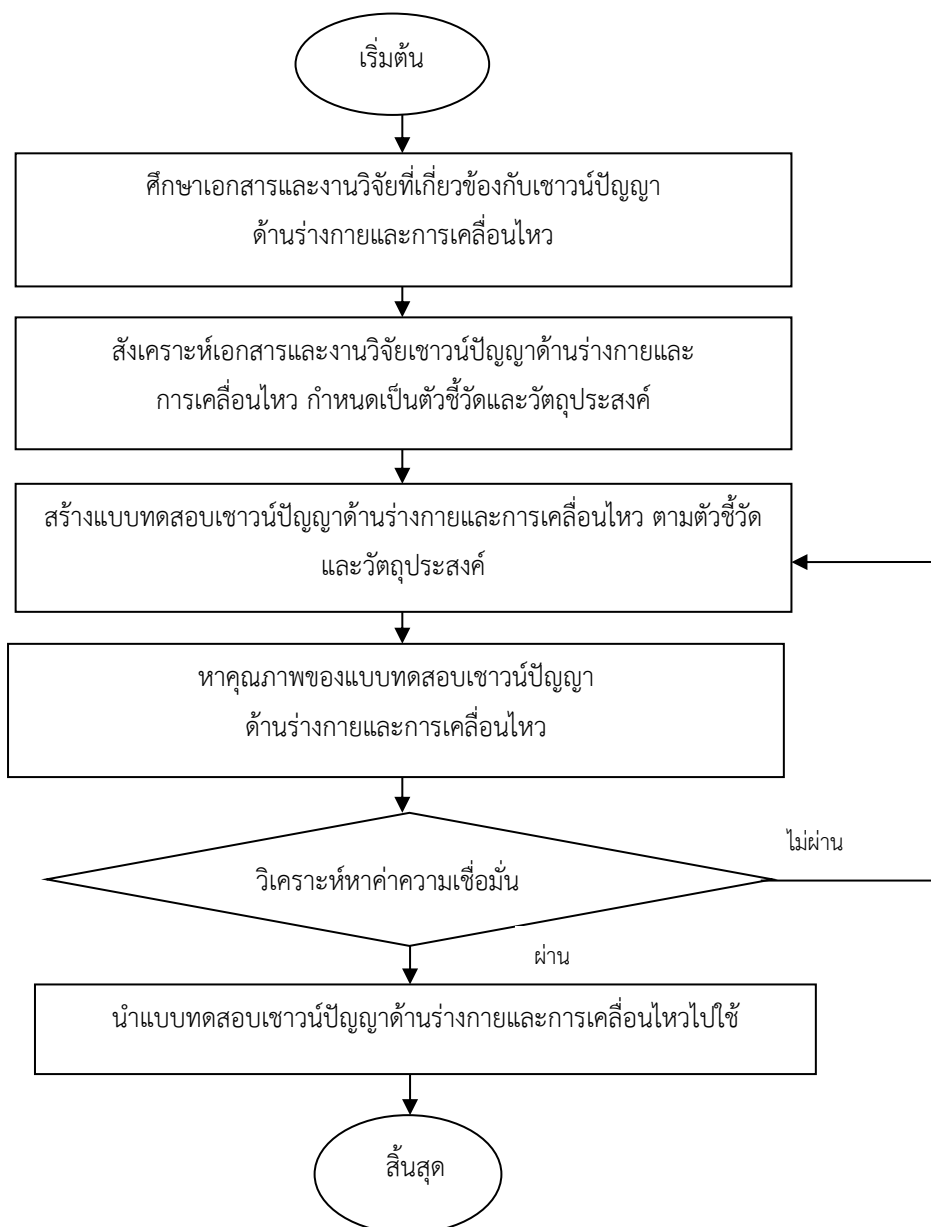 เริ่มต้น
ศึกษาเอกสารและงานวิจัยที่เกี่ยวข้องกับเชาวน์ปัญญา
ด้านร่างกายและการเคลื่อนไหว
สังเคราะห์เอกสารและงานวิจัยเชาวน์ปัญญาด้านร่างกายและ
การเคลื่อนไหว กำหนดเป็นตัวชี้วัดและวัตถุประสงค์
สร้างแบบทดสอบเชาวน์ปัญญาด้านร่างกายและการเคลื่อนไหว ตามตัวชี้วัด
และวัตถุประสงค์
หาคุณภาพของแบบทดสอบเชาวน์ปัญญา
ด้านร่างกายและการเคลื่อนไหว
ไม่ผ่าน
วิเคราะห์หาค่าความเชื่อมั่น
ผ่าน
นำแบบทดสอบเชาวน์ปัญญาด้านร่างกายและการเคลื่อนไหวไปใช้
สิ้นสุด